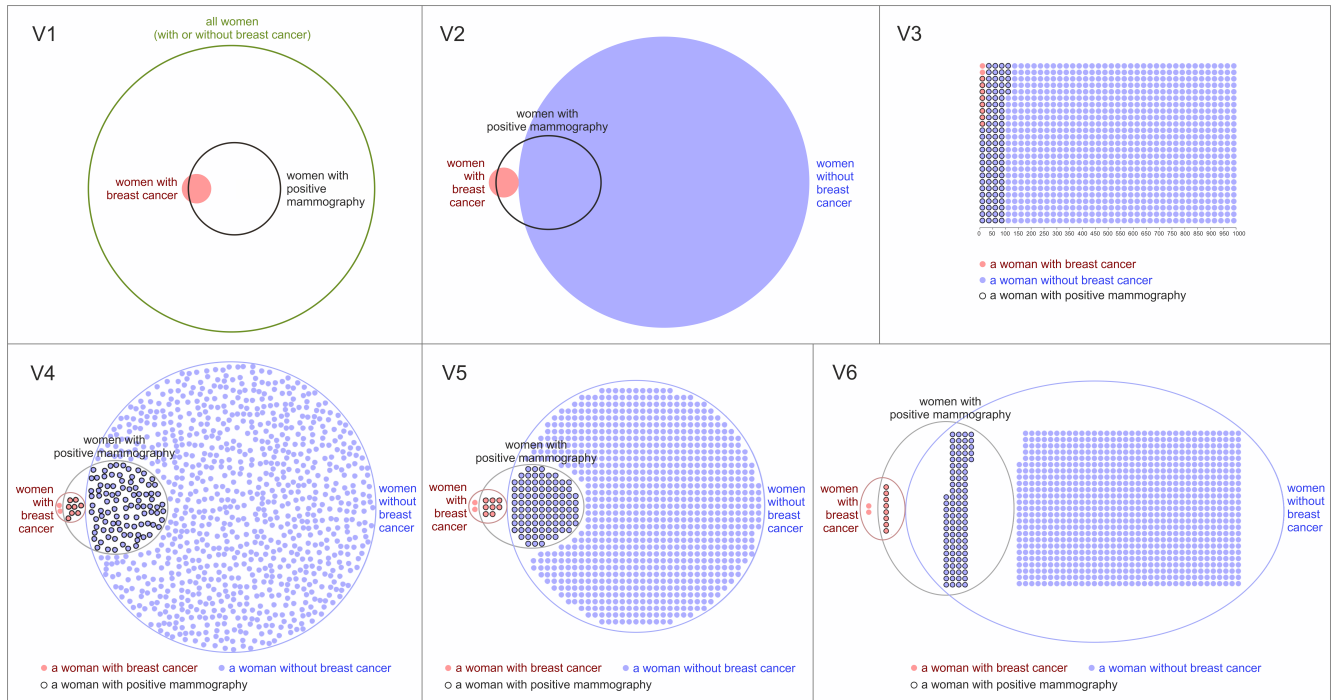 V1
all women
(with or without breast cancer)
women with
breast cancer
women with
positive
mammography
V2
women with
positive mammography
women
with
breast
cancer
women
without
breast
cancer
V3
0 50 100 150 200 250 300 350 400 450 500 550 600 650 700 750 800 850 900 950 1000
a woman with breast cancer
a woman without breast cancer
a woman with positive mammography
V4
women with
positive mammography
women
with
breast
cancer
women
without
breast
cancer
a woman with breast cancer
a woman without breast cancer
a woman with positive mammography
V5
women with
positive mammography
women
with
breast
cancer
women
without
breast
cancer
a woman with breast cancer
a woman without breast cancer
a woman with positive mammography
V6
women with
positive mammography
women
with
breast
cancer
women
without
breast
cancer
a woman with breast cancer
a woman without breast cancer
a woman with positive mammography